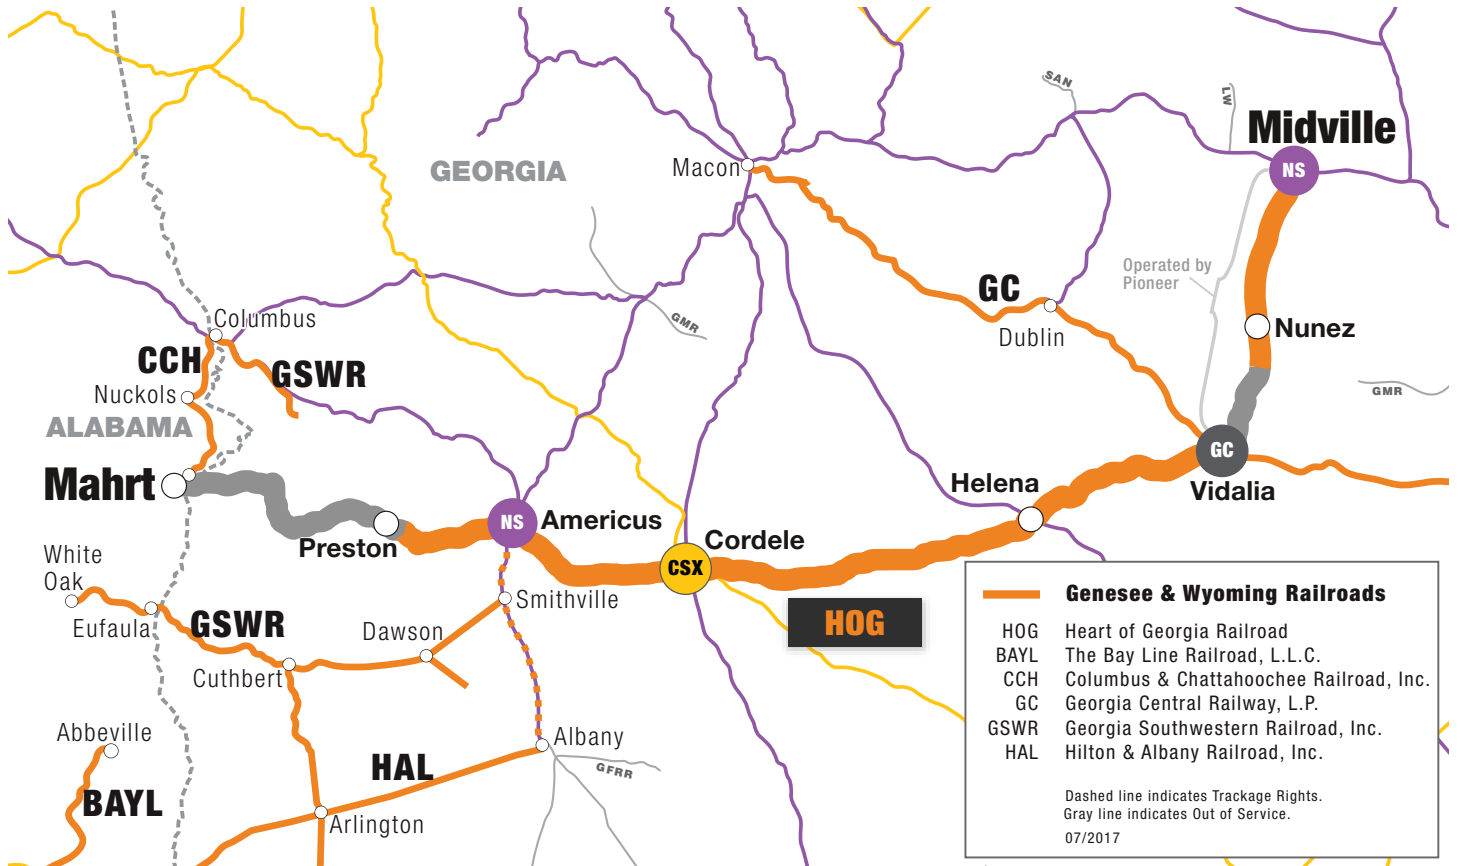 SAN
LW
Midville
NS
GEORGIA
Macon
Operated by
Pioneer
GC
Dublin
Nunez
GMR
Columbus
CCH
GSWR
Nuckols
ALABAMA
GMR
Mahrt
GC
Vidalia
Helena
Preston
NS
Americus
Cordele
CSX
HOG
White
Oak
Eufaula
GSWR
Cuthbert
Dawson
Smithville
Abbeville
BAYL
HAL
Albany
GFRR
Arlington
Genesee & Wyoming Railroads
HOG Heart of Georgia Railroad
BAYL The Bay Line Railroad, L.L.C.
CCH Columbus & Chattahoochee Railroad, Inc.
GC Georgia Central Railway, L.P.
GSWR Georgia Southwestern Railroad, Inc.
HAL Hilton & Albany Railroad, Inc.
Dashed line indicates Trackage Rights.
Gray line indicates Out of Service.
07/2017